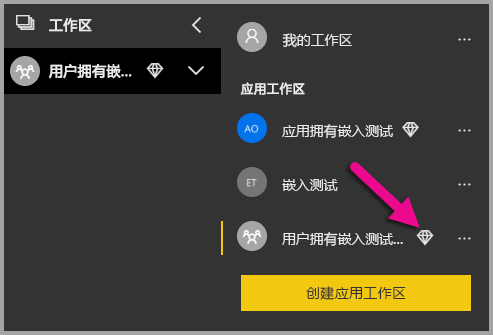 工作区
用户拥有嵌...
我的工作区
应用工作区
AO 应用拥有嵌入测试
ET 嵌入测试
用户拥有嵌入测试...
创建应用工作区